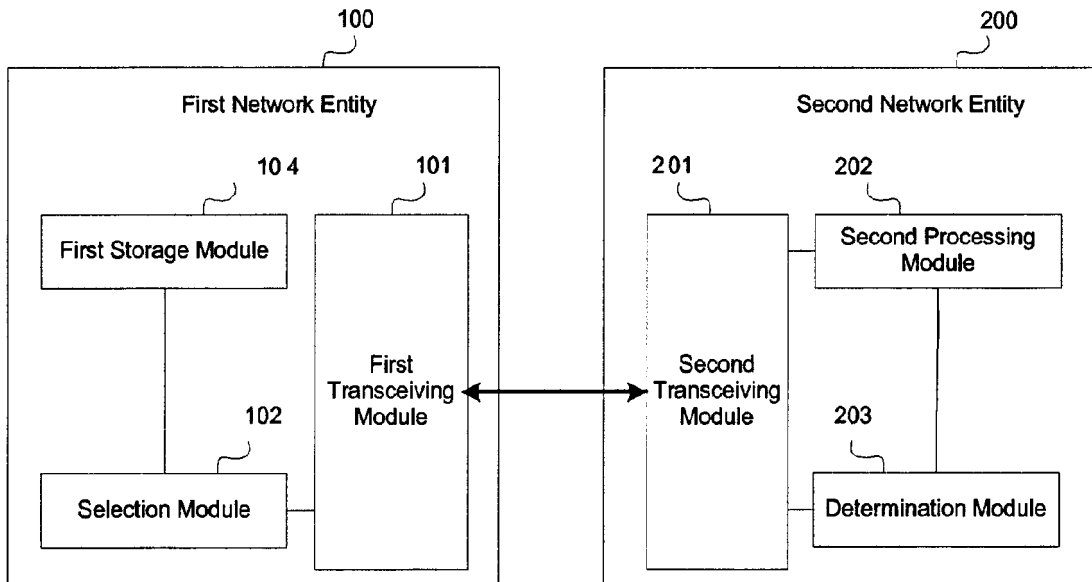 100
200
First Network Entity
Second Network Entity
10 4
101
201
202
First Storage Module
Second Processing
Module
First
Transceiving
Module
Second
Transceiving
Module
102
203
Selection Module
Determination Module